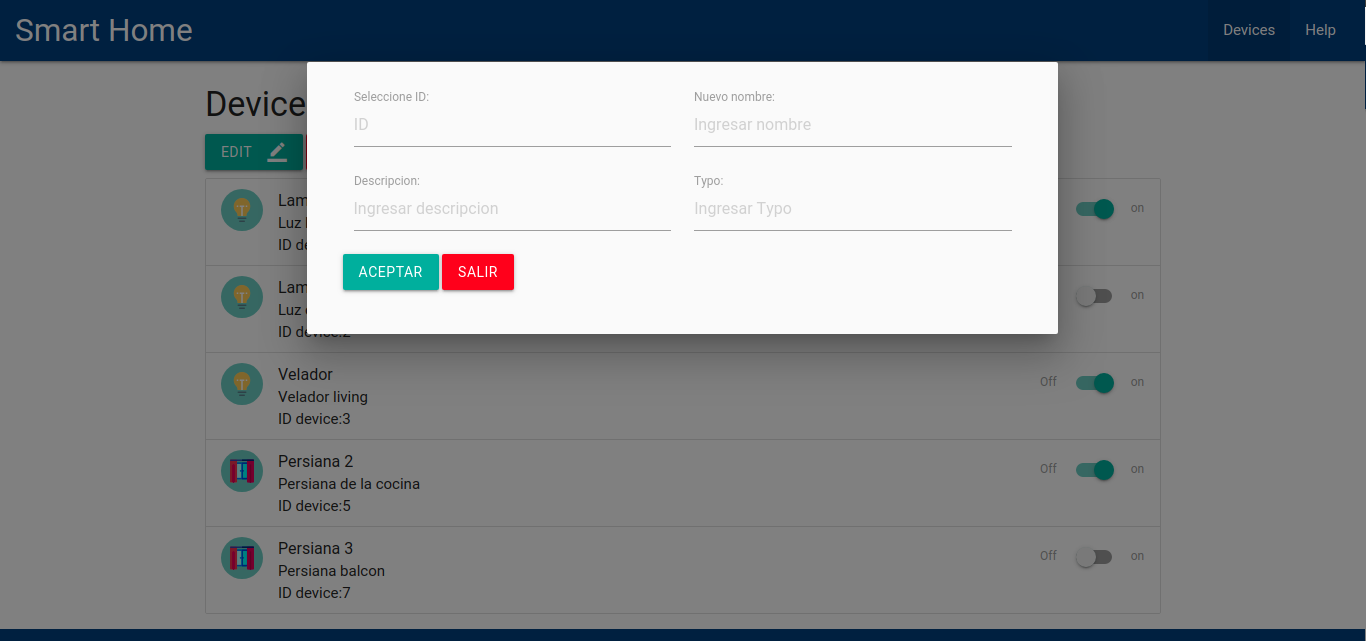 Smart Home
Devices
Help
Device
EDIT
Seleccione ID:
Nuevo nombre:
ID
Ingresar nombre
Descripcion:
Typo:
Ingresar descripcion
Ingresar Typo
ACEPTAR
SALIR
Lam
Luz
ID de
on
Lam
Luz
ID device:2
on
Velador
Velador living
ID device:3
Off
on
Persiana 2
Persiana de la cocina
ID device:5
Off
on
Persiana 3
Persiana balcon
ID device:7
Off
on